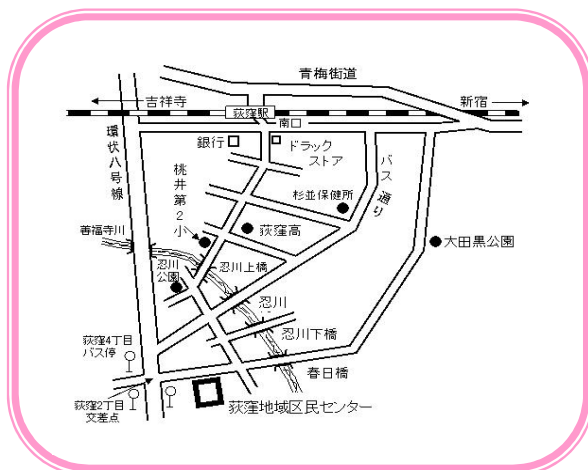 青梅街道
吉祥寺
荻窪駅
新宿
南口
環状八号線
銀行
ドラック
ストア
桃井第2小
バス通り
杉並保健所
荻窪高
善福寺川
大田黒公園
忍川
公園
忍川上橋
忍川
忍川下橋
荻窪4丁目
バス停
春日橋
荻窪2丁目
交差点
荻窪地域区民センター